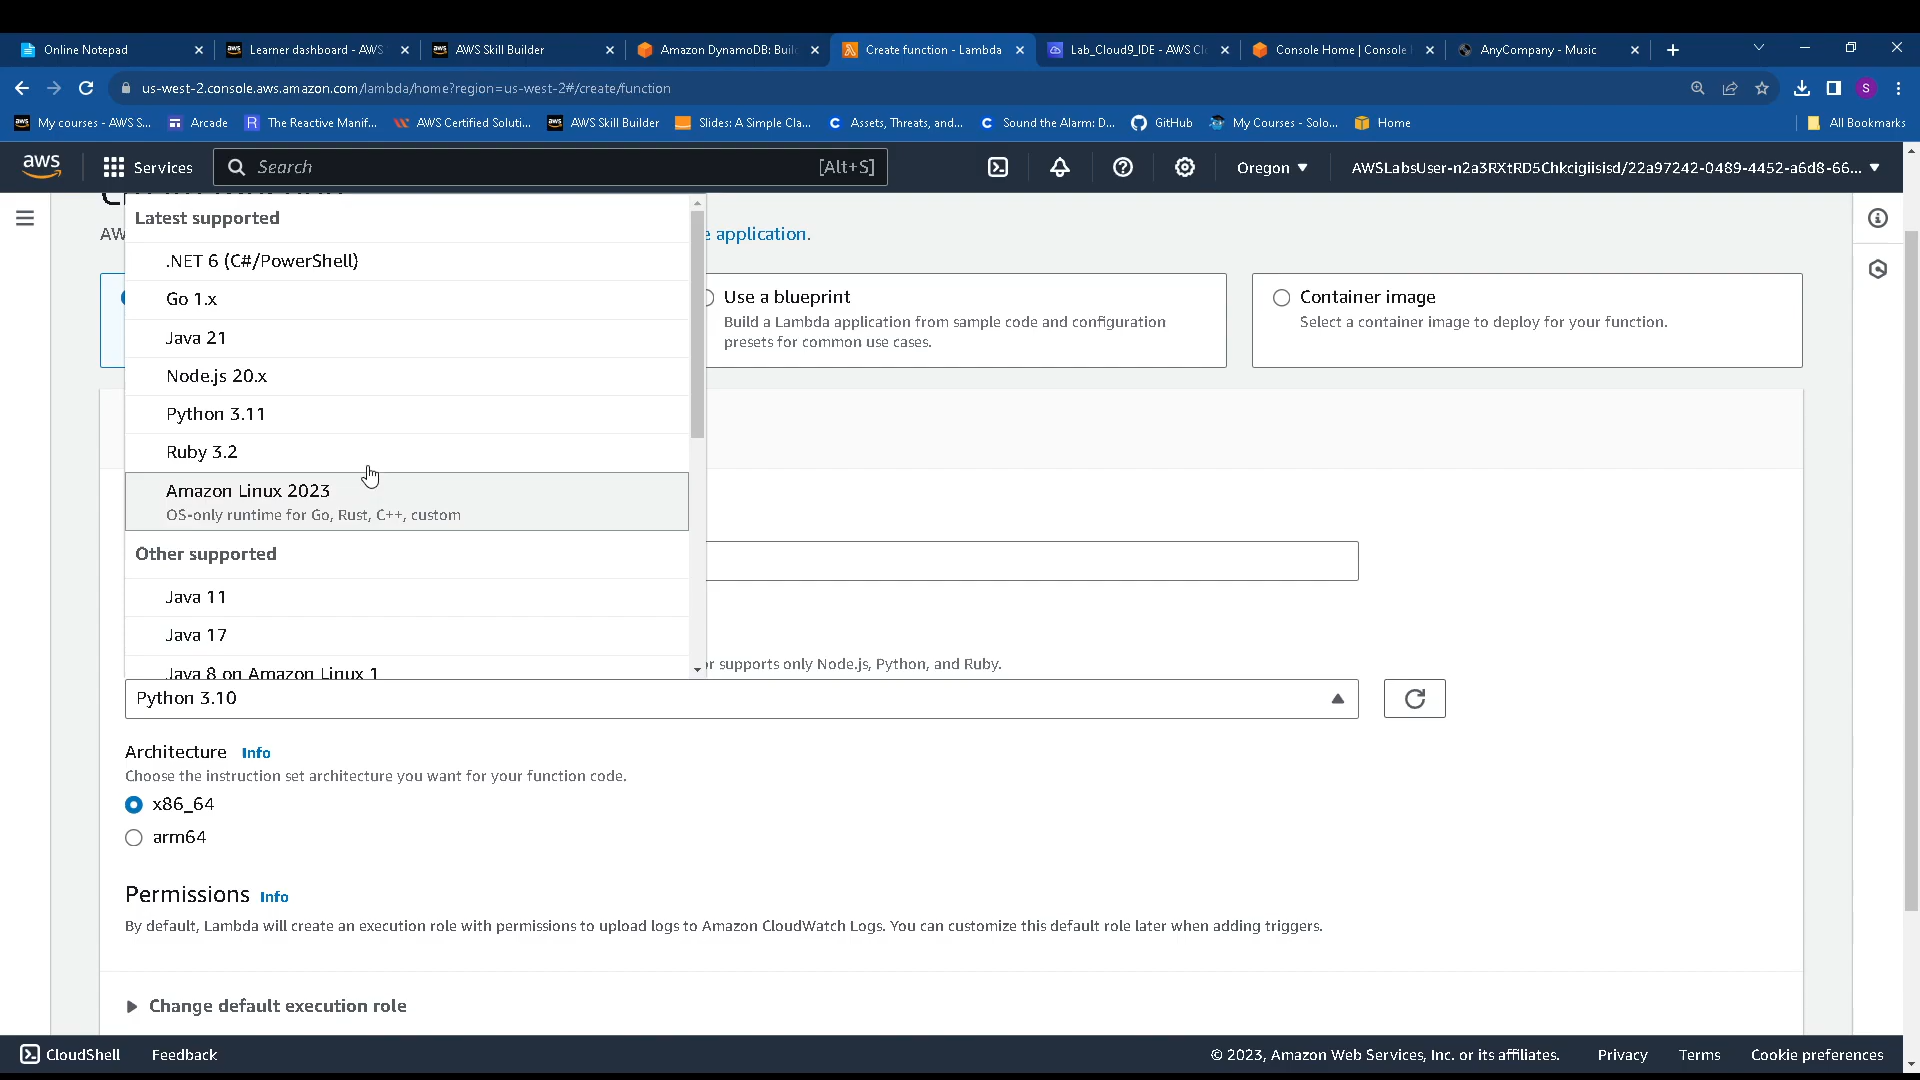 Online Notepad
Learner dashboard - AWS
AWS Skill Builder
Amazon DynamoDB: Buil
Create function - Lambda
Lab_Cloud9_IDE - AWS Cl
Console Home | Console
AnyCompany - Music
us-west-2.console.aws.amazon.com/lambda/home?region=us-west-2#/create/function
S
My courses - AWS S...
Arcade
The Reactive Manif...
AWS Certified Soluti...
AWS Skill Builder
Slides: A Simple Cla...
Assets, Threats, and...
Sound the Alarm: D...
GitHub
My Courses - Solo...
Home
All Bookmarks
aws
Services
Search
[Alt+S]
Oregon
AWSLabsUser-n2a3RXtRD5Chkcigiisisd/22a97242-0489-4452-a6d8-66...
AW
e application.
Latest supported
.NET 6 (C#/PowerShell)
Go 1.x
Java 21
Node.js 20.x
Python 3.11
Ruby 3.2
Amazon Linux 2023
OS-only runtime for Go, Rust, C++, custom
Other supported
Java 11
Java 17
Java 8 on Amazon Linux 1
Use a blueprint
Build a Lambda application from sample code and configuration
presets for common use cases.
Container image
Select a container image to deploy for your function.
r supports only Node.js, Python, and Ruby.
Python 3.10
Architecture Info
Choose the instruction set architecture you want for your function code.
x86_64
arm64
Permissions Info
By default, Lambda will create an execution role with permissions to upload logs to Amazon CloudWatch Logs. You can customize this default role later when adding triggers.
Change default execution role
CloudShell
Feedback
© 2023, Amazon Web Services, Inc. or its affiliates.
Privacy
Terms
Cookie preferences